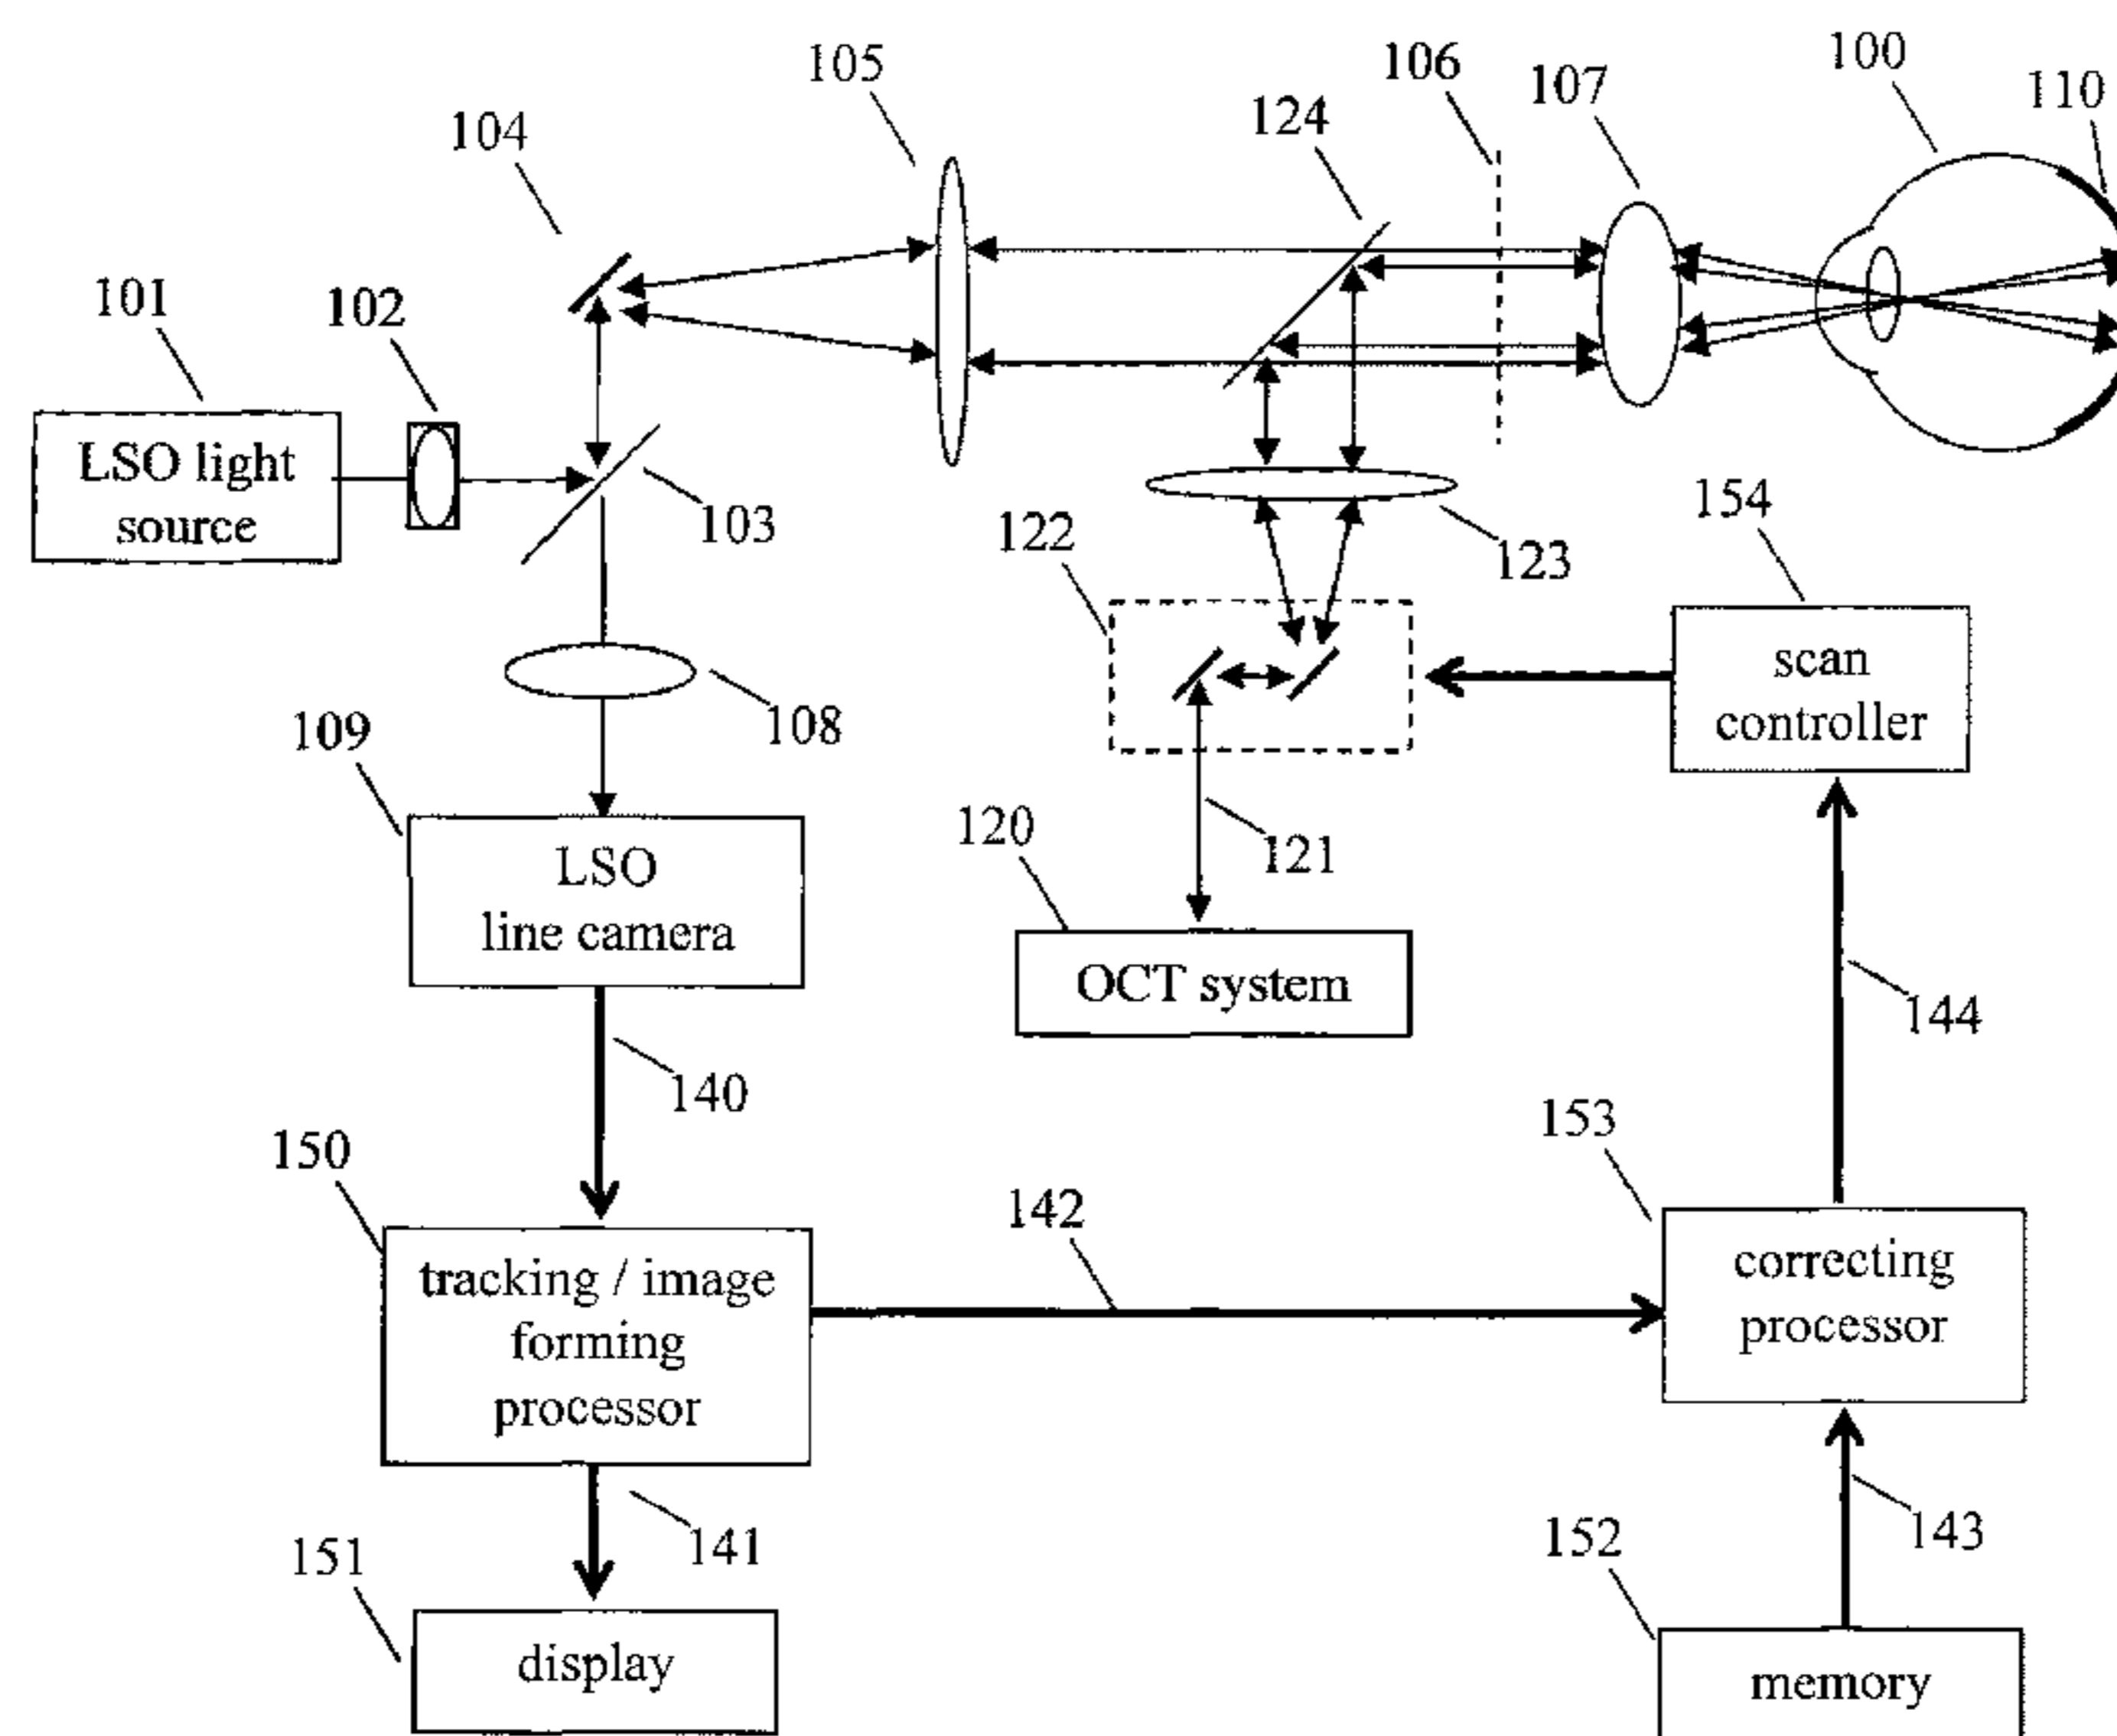 100
105
106
107
110
124
104
101
102
LSO light
source
103
122
123
154
scan
controller
108
109
120
121
LSO
line camera
OCT system
144
140
153
150
142
tracking / image
forming
processor
correcting
processor
141
143
151
152
display
memory